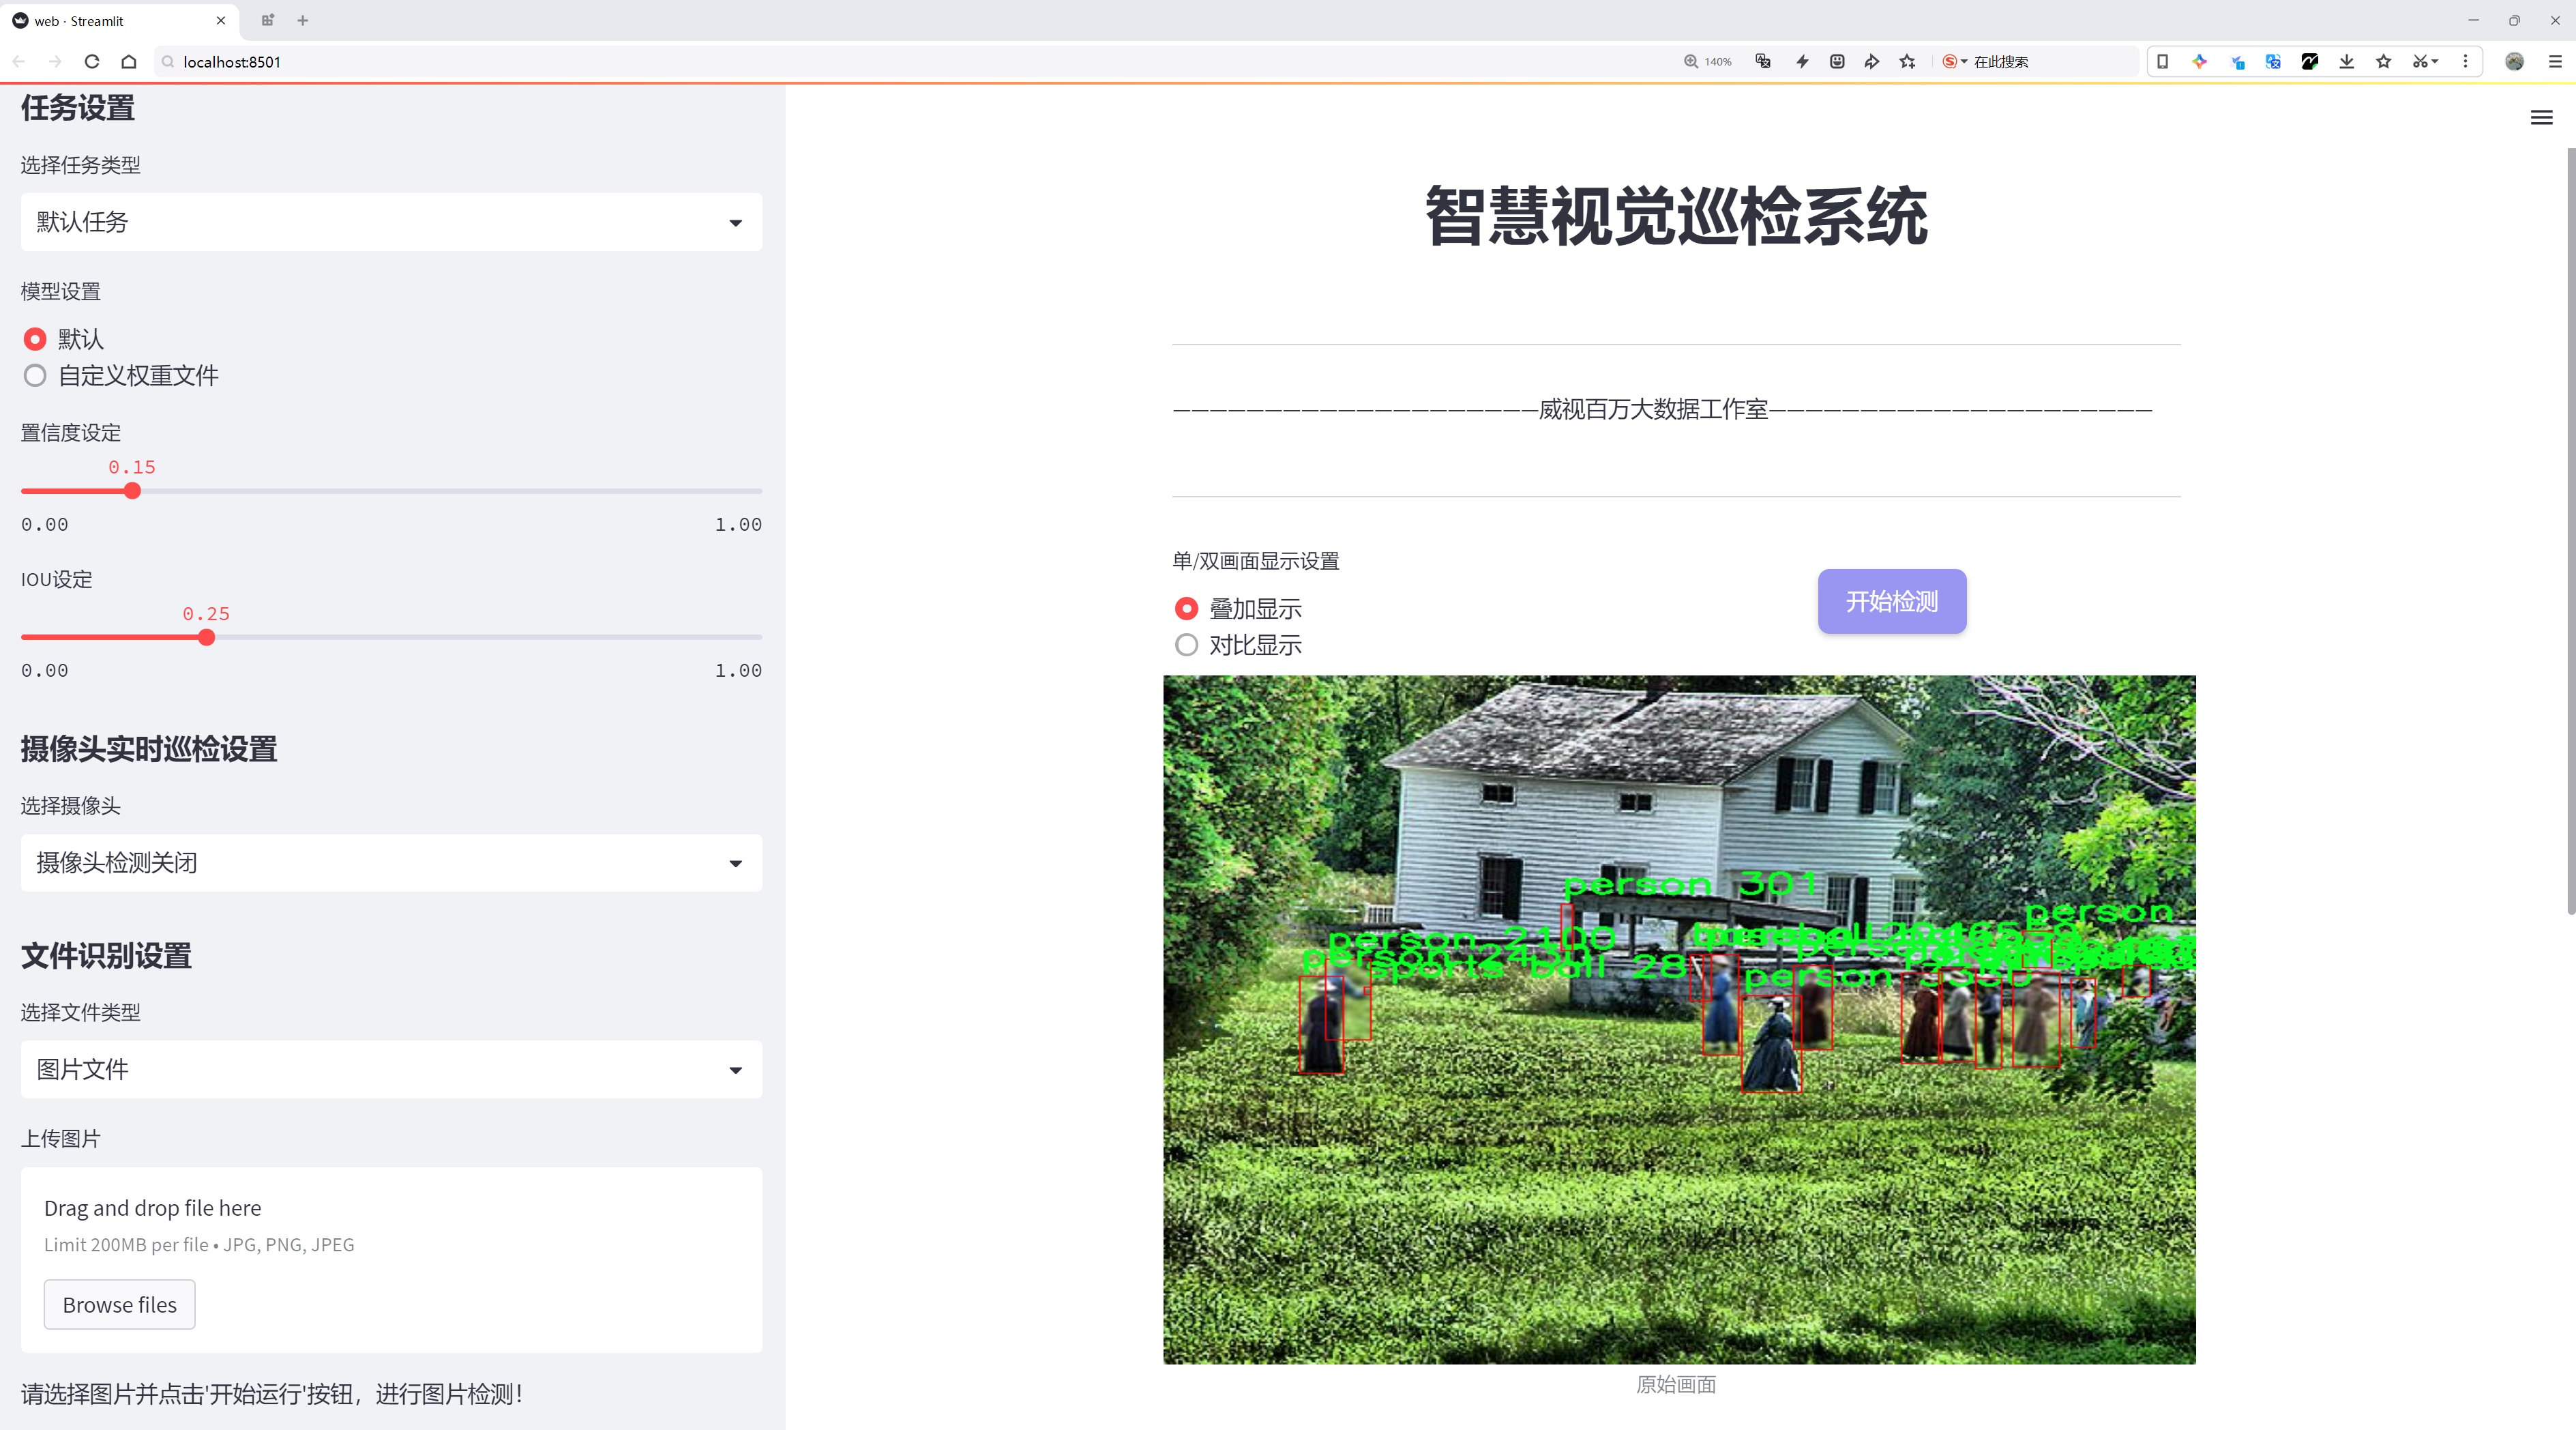 web · Streamlit
localhost:8501
140%
在此搜索
任务设置
选择任务类型
默认任务
模型设置
默认
自定义权重文件
置信度设定
0.15
0.00 1.00
IOU设定
0.25
0.00 1.00
摄像头实时巡检设置
选择摄像头
摄像头检测关闭
文件识别设置
选择文件类型
图片文件
上传图片
Drag and drop file here
Limit 200MB per file • JPG, PNG, JPEG
Browse files
请选择图片并点击'开始运行'按钮，进行图片检测！
智慧视觉巡检系统
—————————————————————威视百万大数据工作室—————————————————————
单/双画面显示设置
叠加显示
对比显示
开始检测
person 301
person
person 2100
sports ball 28
person
原始画面